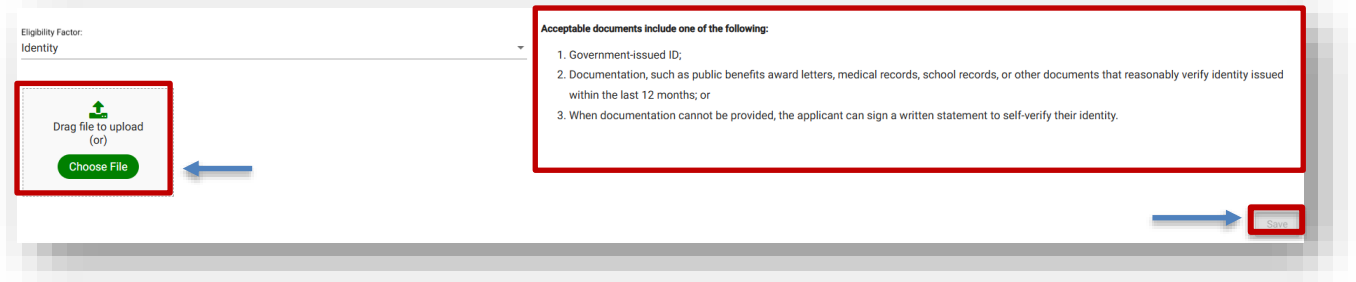 Eligibility Factor:
Identity
Drag file to upload
(or)
Choose File
Acceptable documents include one of the following:
1. Government-issued ID;
2. Documentation, such as public benefits award letters, medical records, school records, or other documents that reasonably verify identity issued
within the last 12 months; or
3. When documentation cannot be provided, the applicant can sign a written statement to self-verify their identity.
Save